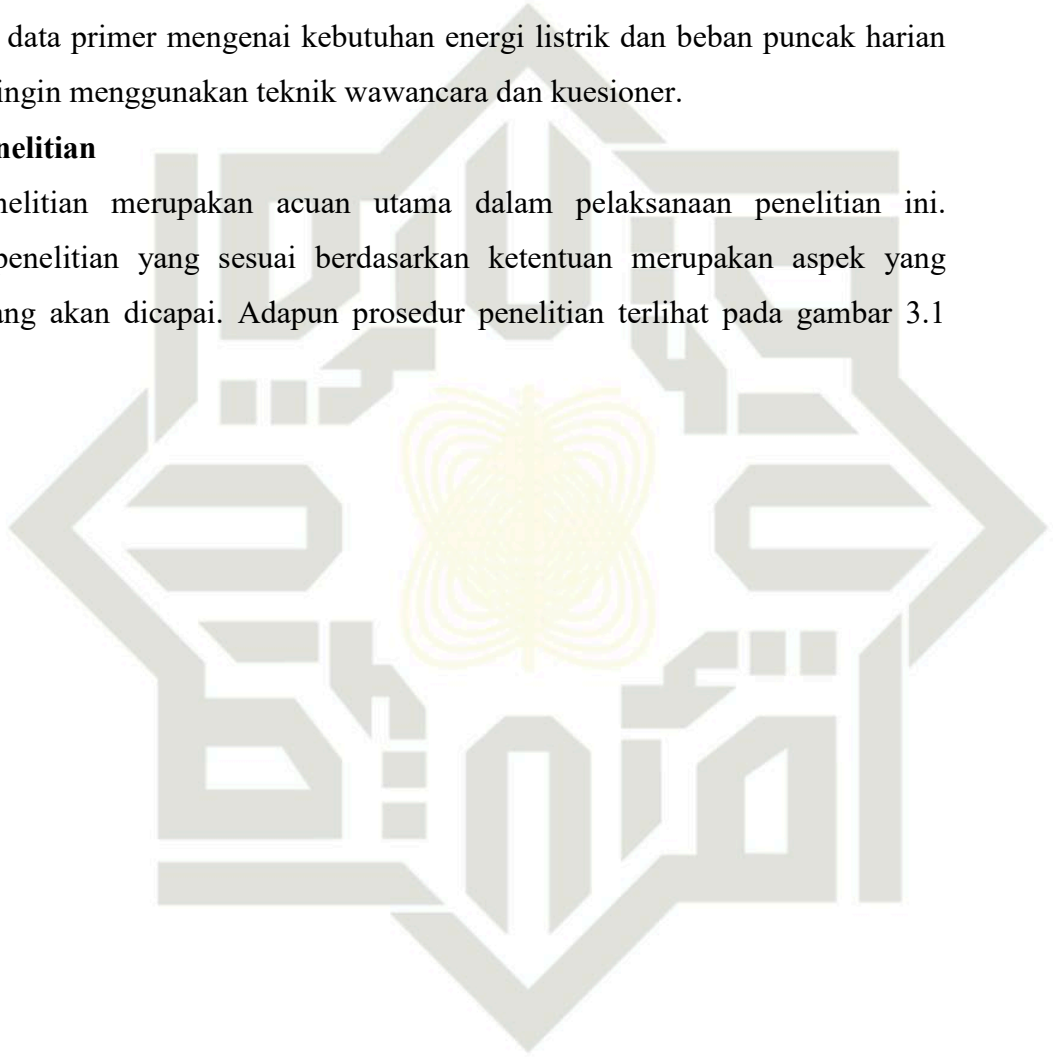 data primer mengenai kebutuhan energi listrik dan beban puncak harian
ingin menggunakan teknik wawancara dan kuesioner.
nelitian
nelitian merupakan acuan utama dalam pelaksanaan penelitian ini.
penelitian yang sesuai berdasarkan ketentuan merupakan aspek yang
ang akan dicapai. Adapun prosedur penelitian terlihat pada gambar 3.1